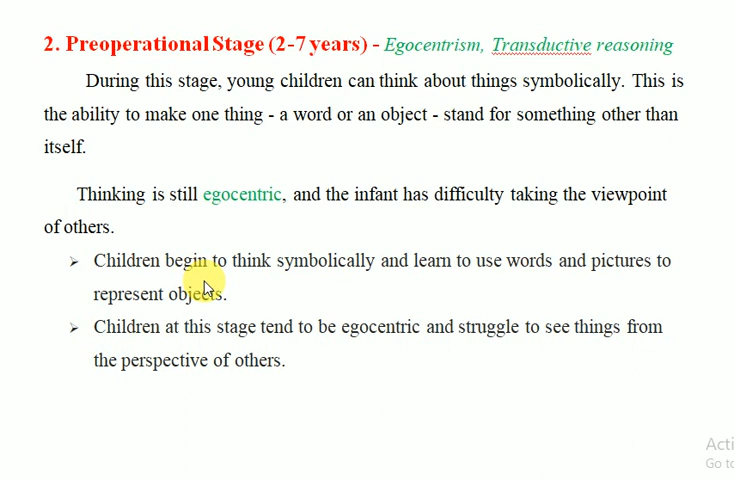 2. Preoperational Stage (2-7 years) - Egocentrism, Transductive reasoning
During this stage, young children can think about things symbolically. This is
the ability to make one thing - a word or an object - stand for something other than
itself.
Thinking is still egocentric, and the infant has difficulty taking the viewpoint
of others.
➢ Children begin to think symbolically and learn to use words and pictures to
represent objects.
➢ Children at this stage tend to be egocentric and struggle to see things from
the perspective of others.